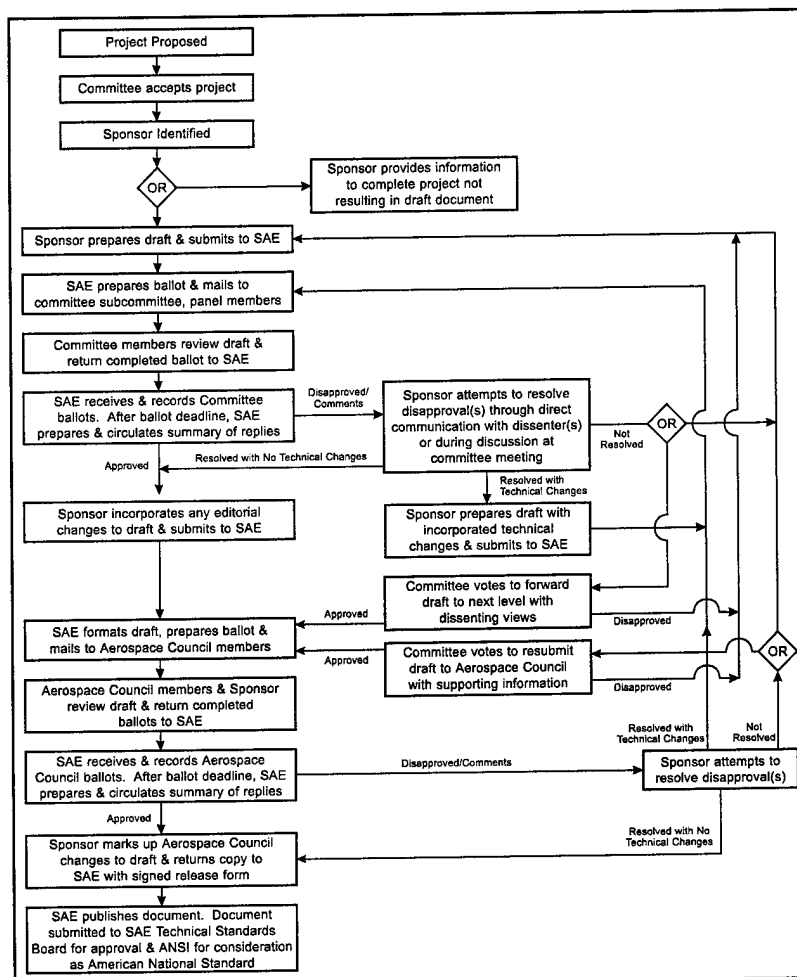 Project Proposed
Committee accepts project
Sponsor Identified
OR
Sponsor provides information
to complete project not
resulting in draft document
Sponsor prepares draft & submits to SAE
SAE prepares ballot & mails to
committee subcommittee, panel members
Committee members review draft &
return completed ballot to SAE
SAE receives & records Committee
ballots. After ballot deadline, SAE
prepares & circulates summary of replies
Disapproved/
Comments
Sponsor attempts to resolve
disapproval(s) through direct
communication with dissenter(s)
or during discussion at
committee meeting
Not
Resolved
OR
Approved
Resolved with No Technical Changes
Resolved with
Technical Changes
Sponsor incorporates any editorial
changes to draft & submits to SAE
Sponsor prepares draft with
incorporated technical
changes & submits to SAE
Committee votes to forward
draft to next level with
dissenting views
Approved
Disapproved
SAE formats draft, prepares ballot &
mails to Aerospace Council members
Committee votes to resubmit
draft to Aerospace Council
with supporting information
Approved
Disapproved
OR
Aerospace Council members & Sponsor
review draft & return completed
ballots to SAE
Resolved with
Technical Changes
Not
Resolved
SAE receives & records Aerospace
Council ballots. After ballot deadline, SAE
prepares & circulates summary of replies
Disapproved/Comments
Sponsor attempts to
resolve disapproval(s)
Approved
Resolved with No
Technical Changes
Sponsor marks up Aerospace Council
changes to draft & returns copy to
SAE with signed release form
SAE publishes document. Document
submitted to SAE Technical Standards
Board for approval & ANSI for consideration
as American National Standard